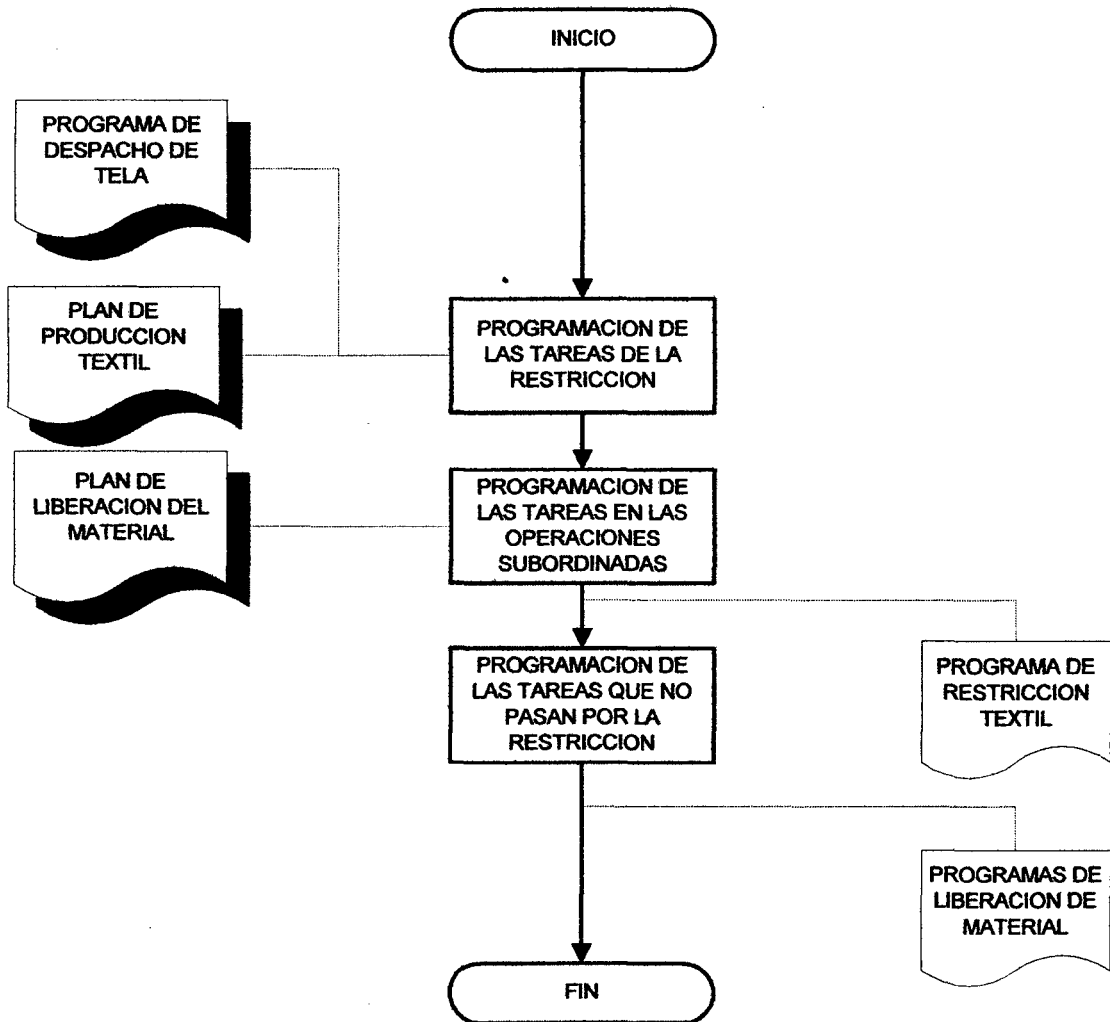 INICIO
PROGRAMA DE
DESPACHO DE
TELA
PLAN DE
PRODUCCION
TEXTIL
PROGRAMACION DE
LAS TAREAS DE LA
RESTRICCION
PLAN DE
LIBERACION DEL
MATERIAL
PROGRAMACION DE
LAS TAREAS EN LAS
OPERACIONES
SUBORDINADAS
PROGRAMACION DE
LAS TAREAS QUE NO
PASAN POR LA
RESTRICCION
PROGRAMA DE
RESTRICCION
TEXTIL
PROGRAMAS DE
LIBERACION DE
MATERIAL
FIN